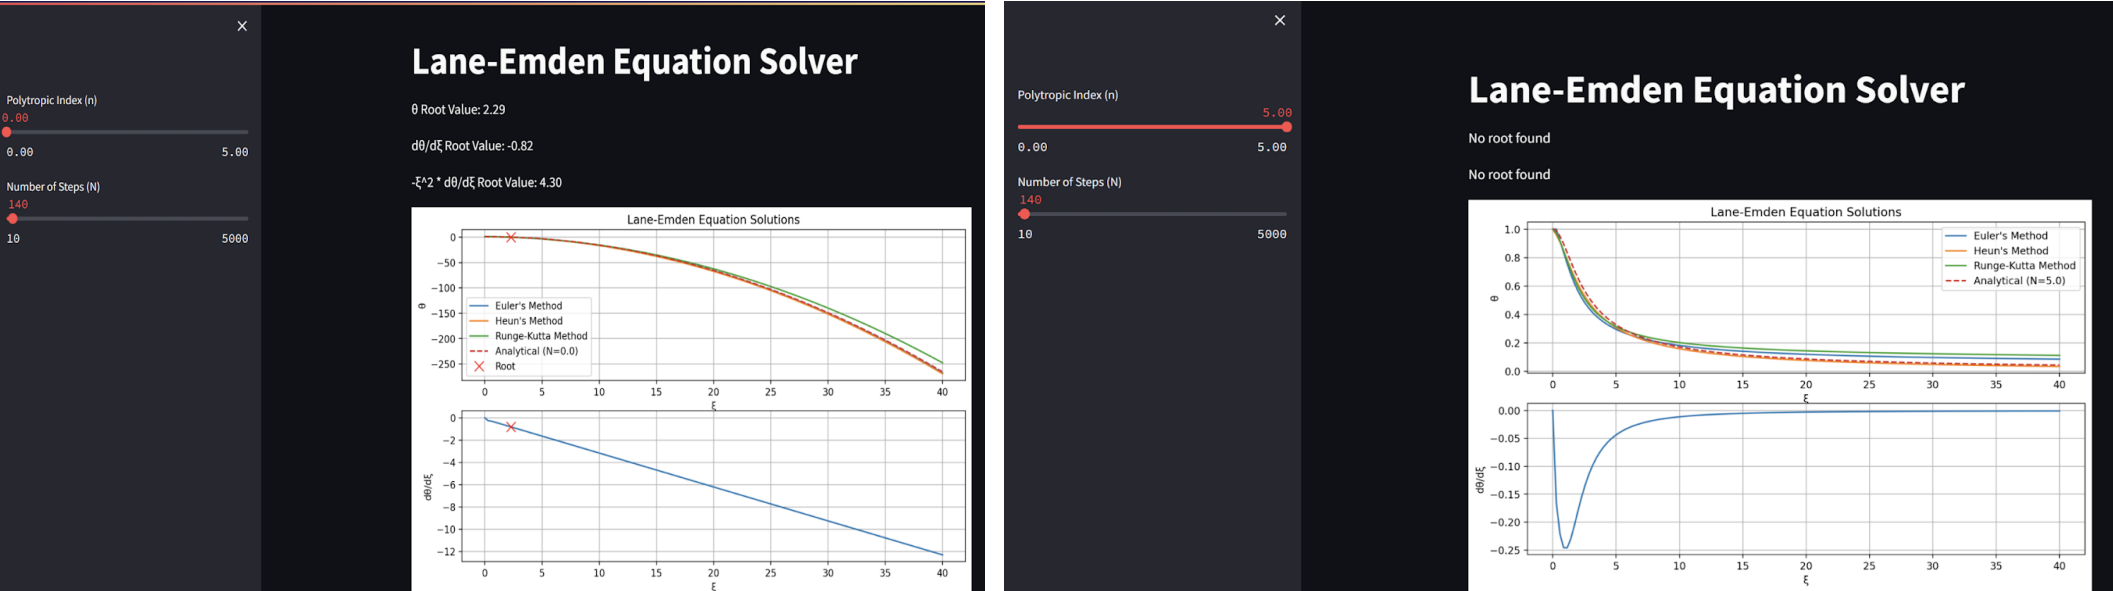 ×
Polytropic Index (n)
0.00
0.00 5.00
Number of Steps (N)
140
10 5000
Lane-Emden Equation Solver
θ Root Value: 2.29
dθ/dξ Root Value: -0.82
-ξ^2 * dθ/dξ Root Value: 4.30
Lane-Emden Equation Solutions
θ
0
−50
−100
−150
−200
−250
Euler's Method
Heun's Method
Runge-Kutta Method
Analytical (N=0.0)
Root
0 5 10 15 20 25 30 35 40
ξ
dθ/dξ
0
−2
−4
−6
−8
−10
−12
0 5 10 15 20 25 30 35 40
ξ
×
Polytropic Index (n)
5.00
0.00 5.00
Number of Steps (N)
140
10 5000
Lane-Emden Equation Solver
No root found
No root found
Lane-Emden Equation Solutions
θ
1.0
0.8
0.6
0.4
0.2
0.0
Euler's Method
Heun's Method
Runge-Kutta Method
Analytical (N=5.0)
0 5 10 15 20 25 30 35 40
ξ
dθ/dξ
0.00
−0.05
−0.10
−0.15
−0.20
−0.25
0 5 10 15 20 25 30 35 40
ξ